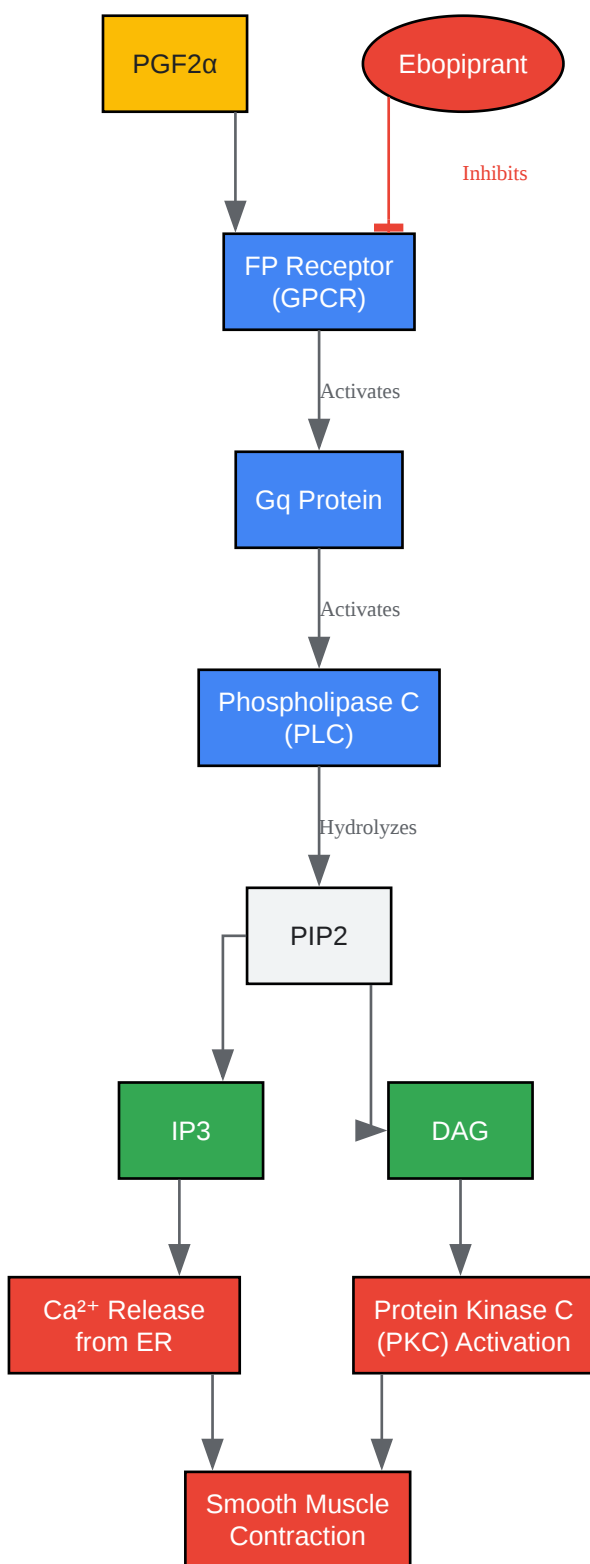 PGF2α
Ebopiprant
Inhibits
FP Receptor
(GPCR)
Activates
Gq Protein
Activates
Phospholipase C
(PLC)
Hydrolyzes
PIP2
IP3
DAG
Ca²⁺ Release
from ER
Protein Kinase C
(PKC) Activation
Smooth Muscle
Contraction